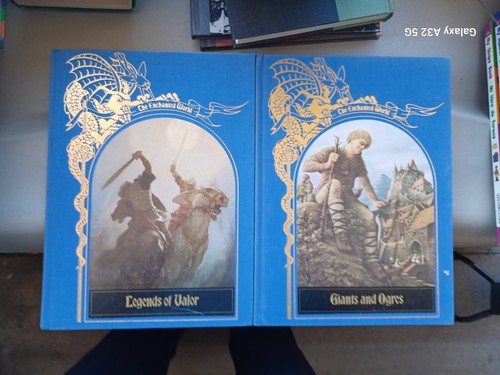 Galaxy A32 5G
The Enchanted World
Legends of Valor
The Enchanted World
Giants and Ogres